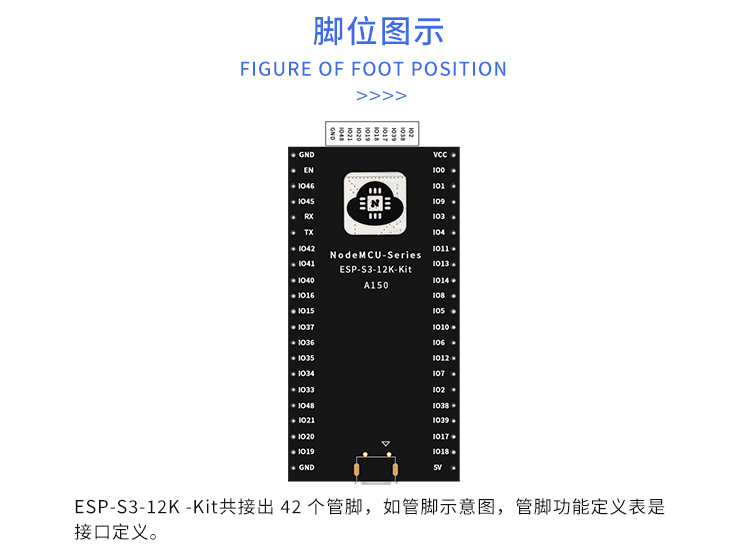 脚位图示
FIGURE OF FOOT POSITION
>>>>
GND IO48 IO21 IO20 IO19 IO18 IO17 IO39 IO38 IO2
GND VCC
EN IO0
IO46 IO1
IO45 IO9
RX IO3
TX IO4
IO42 IO11
IO41 IO13
IO40 IO14
IO16 IO8
IO15 IO5
IO37 IO10
IO36 IO6
IO35 IO12
IO34 IO7
IO33 IO2
IO48 IO38
IO21 IO39
IO20 IO17
IO19 IO18
GND 5V
N
NodeMCU-Series
ESP-S3-12K-Kit
A150
ESP-S3-12K -Kit共接出 42 个管脚，如管脚示意图，管脚功能定义表是
接口定义。